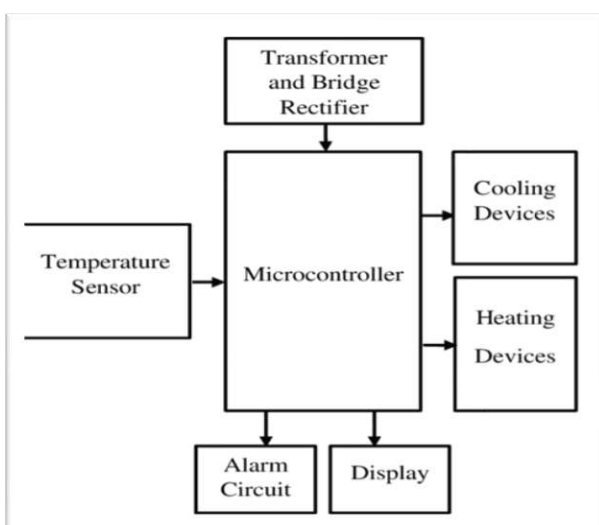 Transformer
and Bridge
Rectifier
Temperature
Sensor
Microcontroller
Cooling
Devices
Heating
Devices
Alarm
Circuit
Display